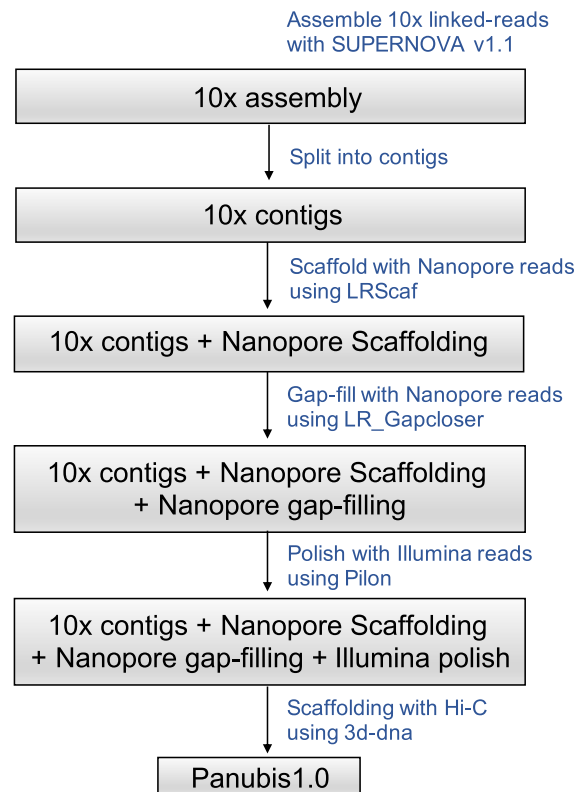 Assemble 10x linked-reads
with SUPERNOVA v1.1
10x assembly
Split into contigs
10x contigs
Scaffold with Nanopore reads
using LRScaf
10x contigs + Nanopore Scaffolding
Gap-fill with Nanopore reads
using LR_Gapcloser
10x contigs + Nanopore Scaffolding
+ Nanopore gap-filling
Polish with Illumina reads
using Pilon
10x contigs + Nanopore Scaffolding
+ Nanopore gap-filling + Illumina polish
Scaffolding with Hi-C
using 3d-dna
Panubis1.0